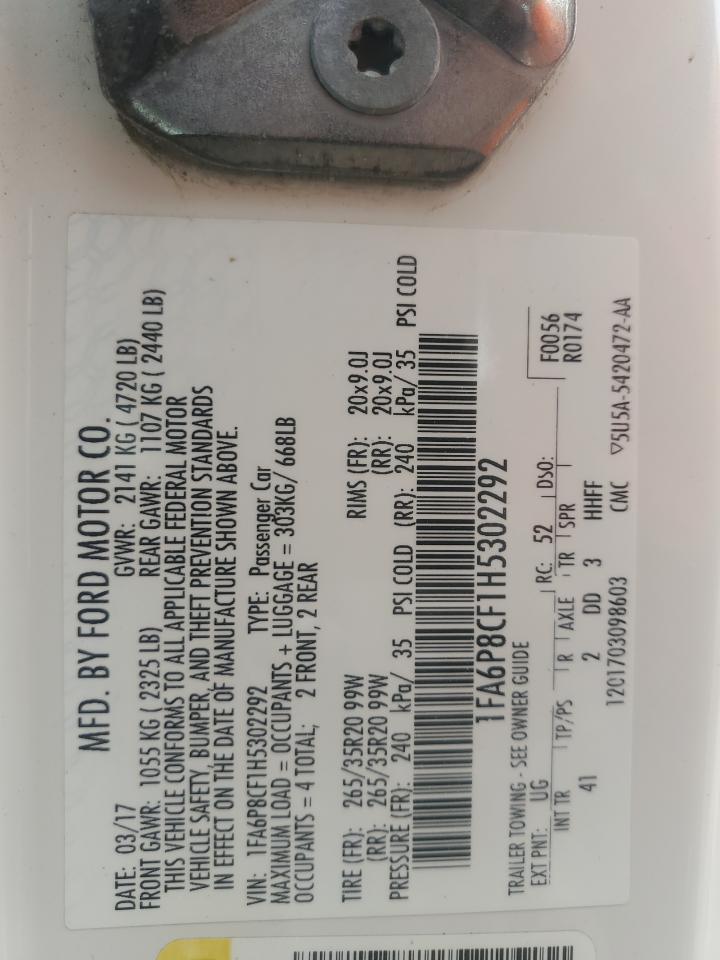 MFD. BY FORD MOTOR CO.
DATE: 03/17 GVWR: 2141 KG ( 4720 LB)
FRONT GAWR: 1055 KG ( 2325 LB) REAR GAWR: 1107 KG ( 2440 LB)
THIS VEHICLE CONFORMS TO ALL APPLICABLE FEDERAL MOTOR
VEHICLE SAFETY, BUMPER, AND THEFT PREVENTION STANDARDS
IN EFFECT ON THE DATE OF MANUFACTURE SHOWN ABOVE.
VIN: 1FA6P8CF1H5302292 TYPE: Passenger Car
MAXIMUM LOAD = OCCUPANTS + LUGGAGE = 303KG/ 668LB
OCCUPANTS = 4 TOTAL; 2 FRONT, 2 REAR
TIRE (FR): 265/35R20 99W RIMS (FR): 20x9.0J
(RR): 265/35R20 99W (RR): 20x9.0J
PRESSURE (FR): 240 kPa/ 35 PSI COLD (RR): 240 kPa/ 35 PSI COLD
1FA6P8CF1H5302292
TRAILER TOWING - SEE OWNER GUIDE F0056
EXT PNT: UG RC: 52 DSO: R0174
INT TR TP/PS R AXLE TR SPR
41 2 DD 3 HHFF
1201703098603 CMC ▽5U5A-5420472-AA